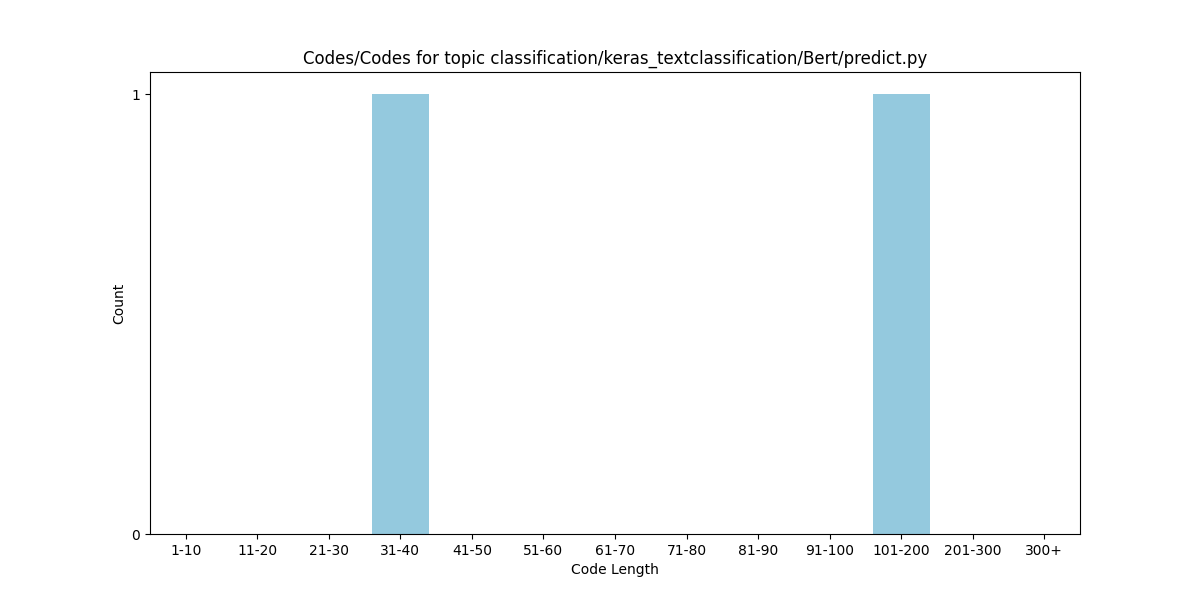 Codes/Codes for topic classification/keras_textclassification/Bert/predict.py
1
Count
0
1-10 11-20 21-30 31-40 41-50 51-60 61-70 71-80 81-90 91-100 101-200 201-300 300+
Code Length